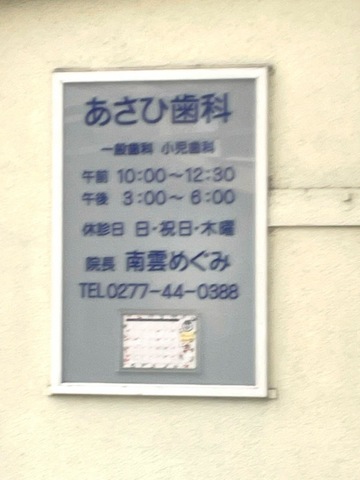 あさひ歯科
一般歯科 小児歯科
午前 10:00〜12:30
午後 3:00〜6:00
休診日 日・祝日・木曜
院長 南雲めぐみ
TEL0277-44-0388